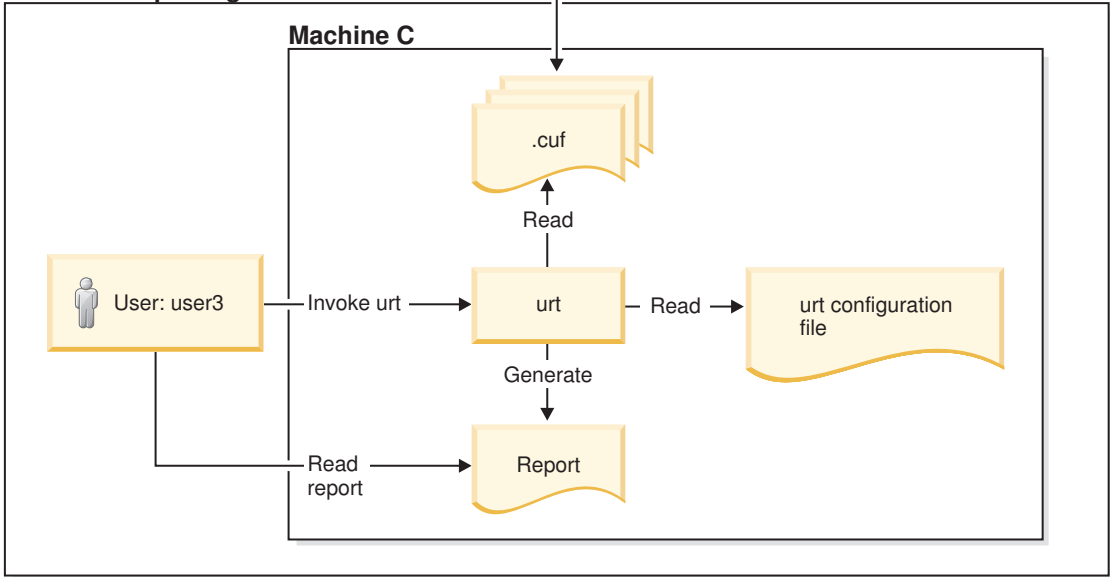 Machine C
.cuf
Read
User: user3
Invoke urt
urt
Read
urt configuration
file
Generate
Read
report
Report